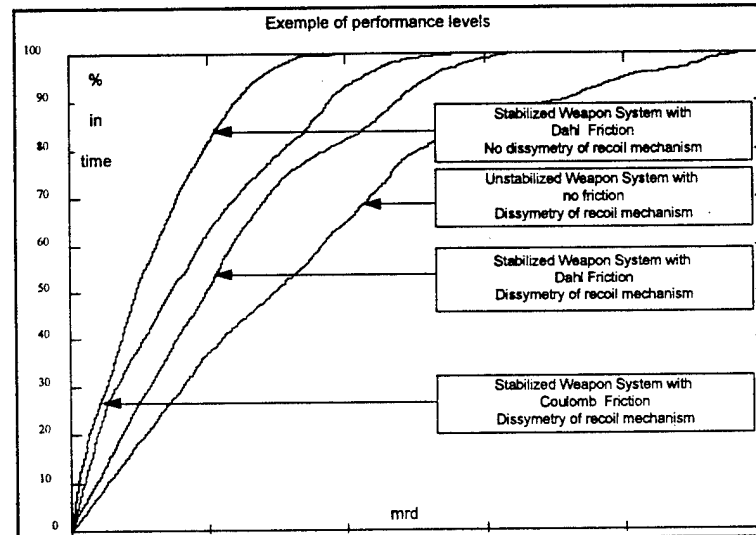 Exemple of performance levels
100
%
90
in
80
time
70
60
50
40
30
20
10
0
mrd
Stabilized Weapon System with
Dahl Friction
No dissymetry of recoil mechanism
Unstabilized Weapon System with
no friction
Dissymetry of recoil mechanism
Stabilized Weapon System with
Dahl Friction
Dissymetry of recoil mechanism
Stabilized Weapon System with
Coulomb Friction
Dissymetry of recoil mechanism